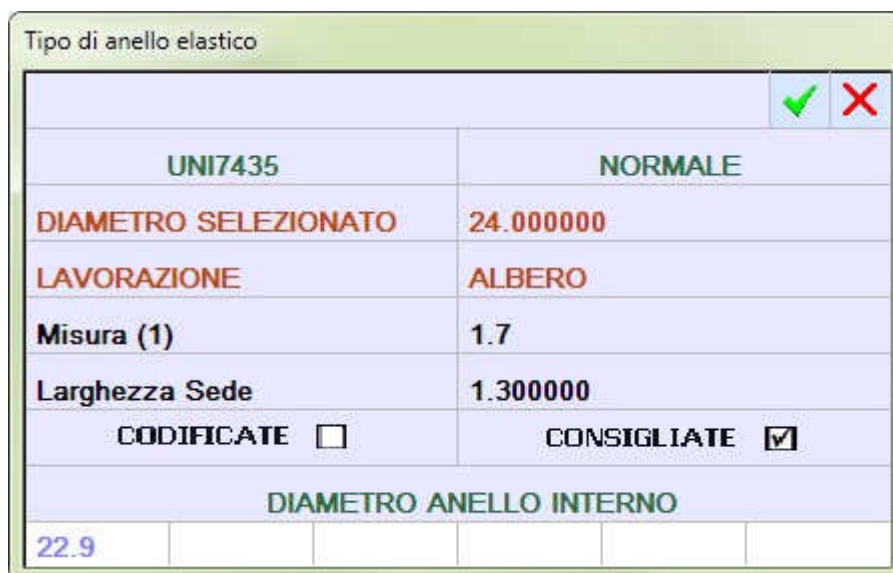 Tipo di anello elastico
UNI7435 NORMALE
DIAMETRO SELEZIONATO 24.000000
LAVORAZIONE ALBERO
Misura (1) 1.7
Larghezza Sede 1.300000
CODIFICATE CONSIGLIATE
DIAMETRO ANELLO INTERNO
22.9